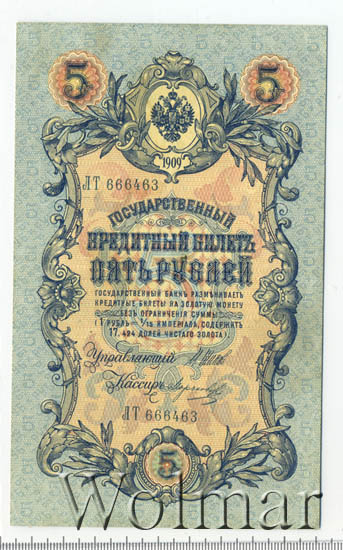 5 5
1909
ЛТ 666463
ГОСУДАРСТВЕННЫЙ
КРЕДИТНЫЙ БИЛЕТЪ
ПЯТЬ РУБЛЕЙ
ГОСУДАРСТВЕННЫЙ БАНКЪ РАЗМѢНИВАЕТЪ
КРЕДИТНЫЕ БИЛЕТЫ НА ЗОЛОТУЮ МОНЕТУ
БЕЗЪ ОГРАНИЧЕНІЯ СУММЫ
(1 РУБЛЬ = 1/15 ИМПЕРІАЛА, СОДЕРЖИТЪ
17,424 ДОЛЕЙ ЧИСТАГО ЗОЛОТА).
Управляющій
Кассиръ
ЛТ 666463
5
Wolmar